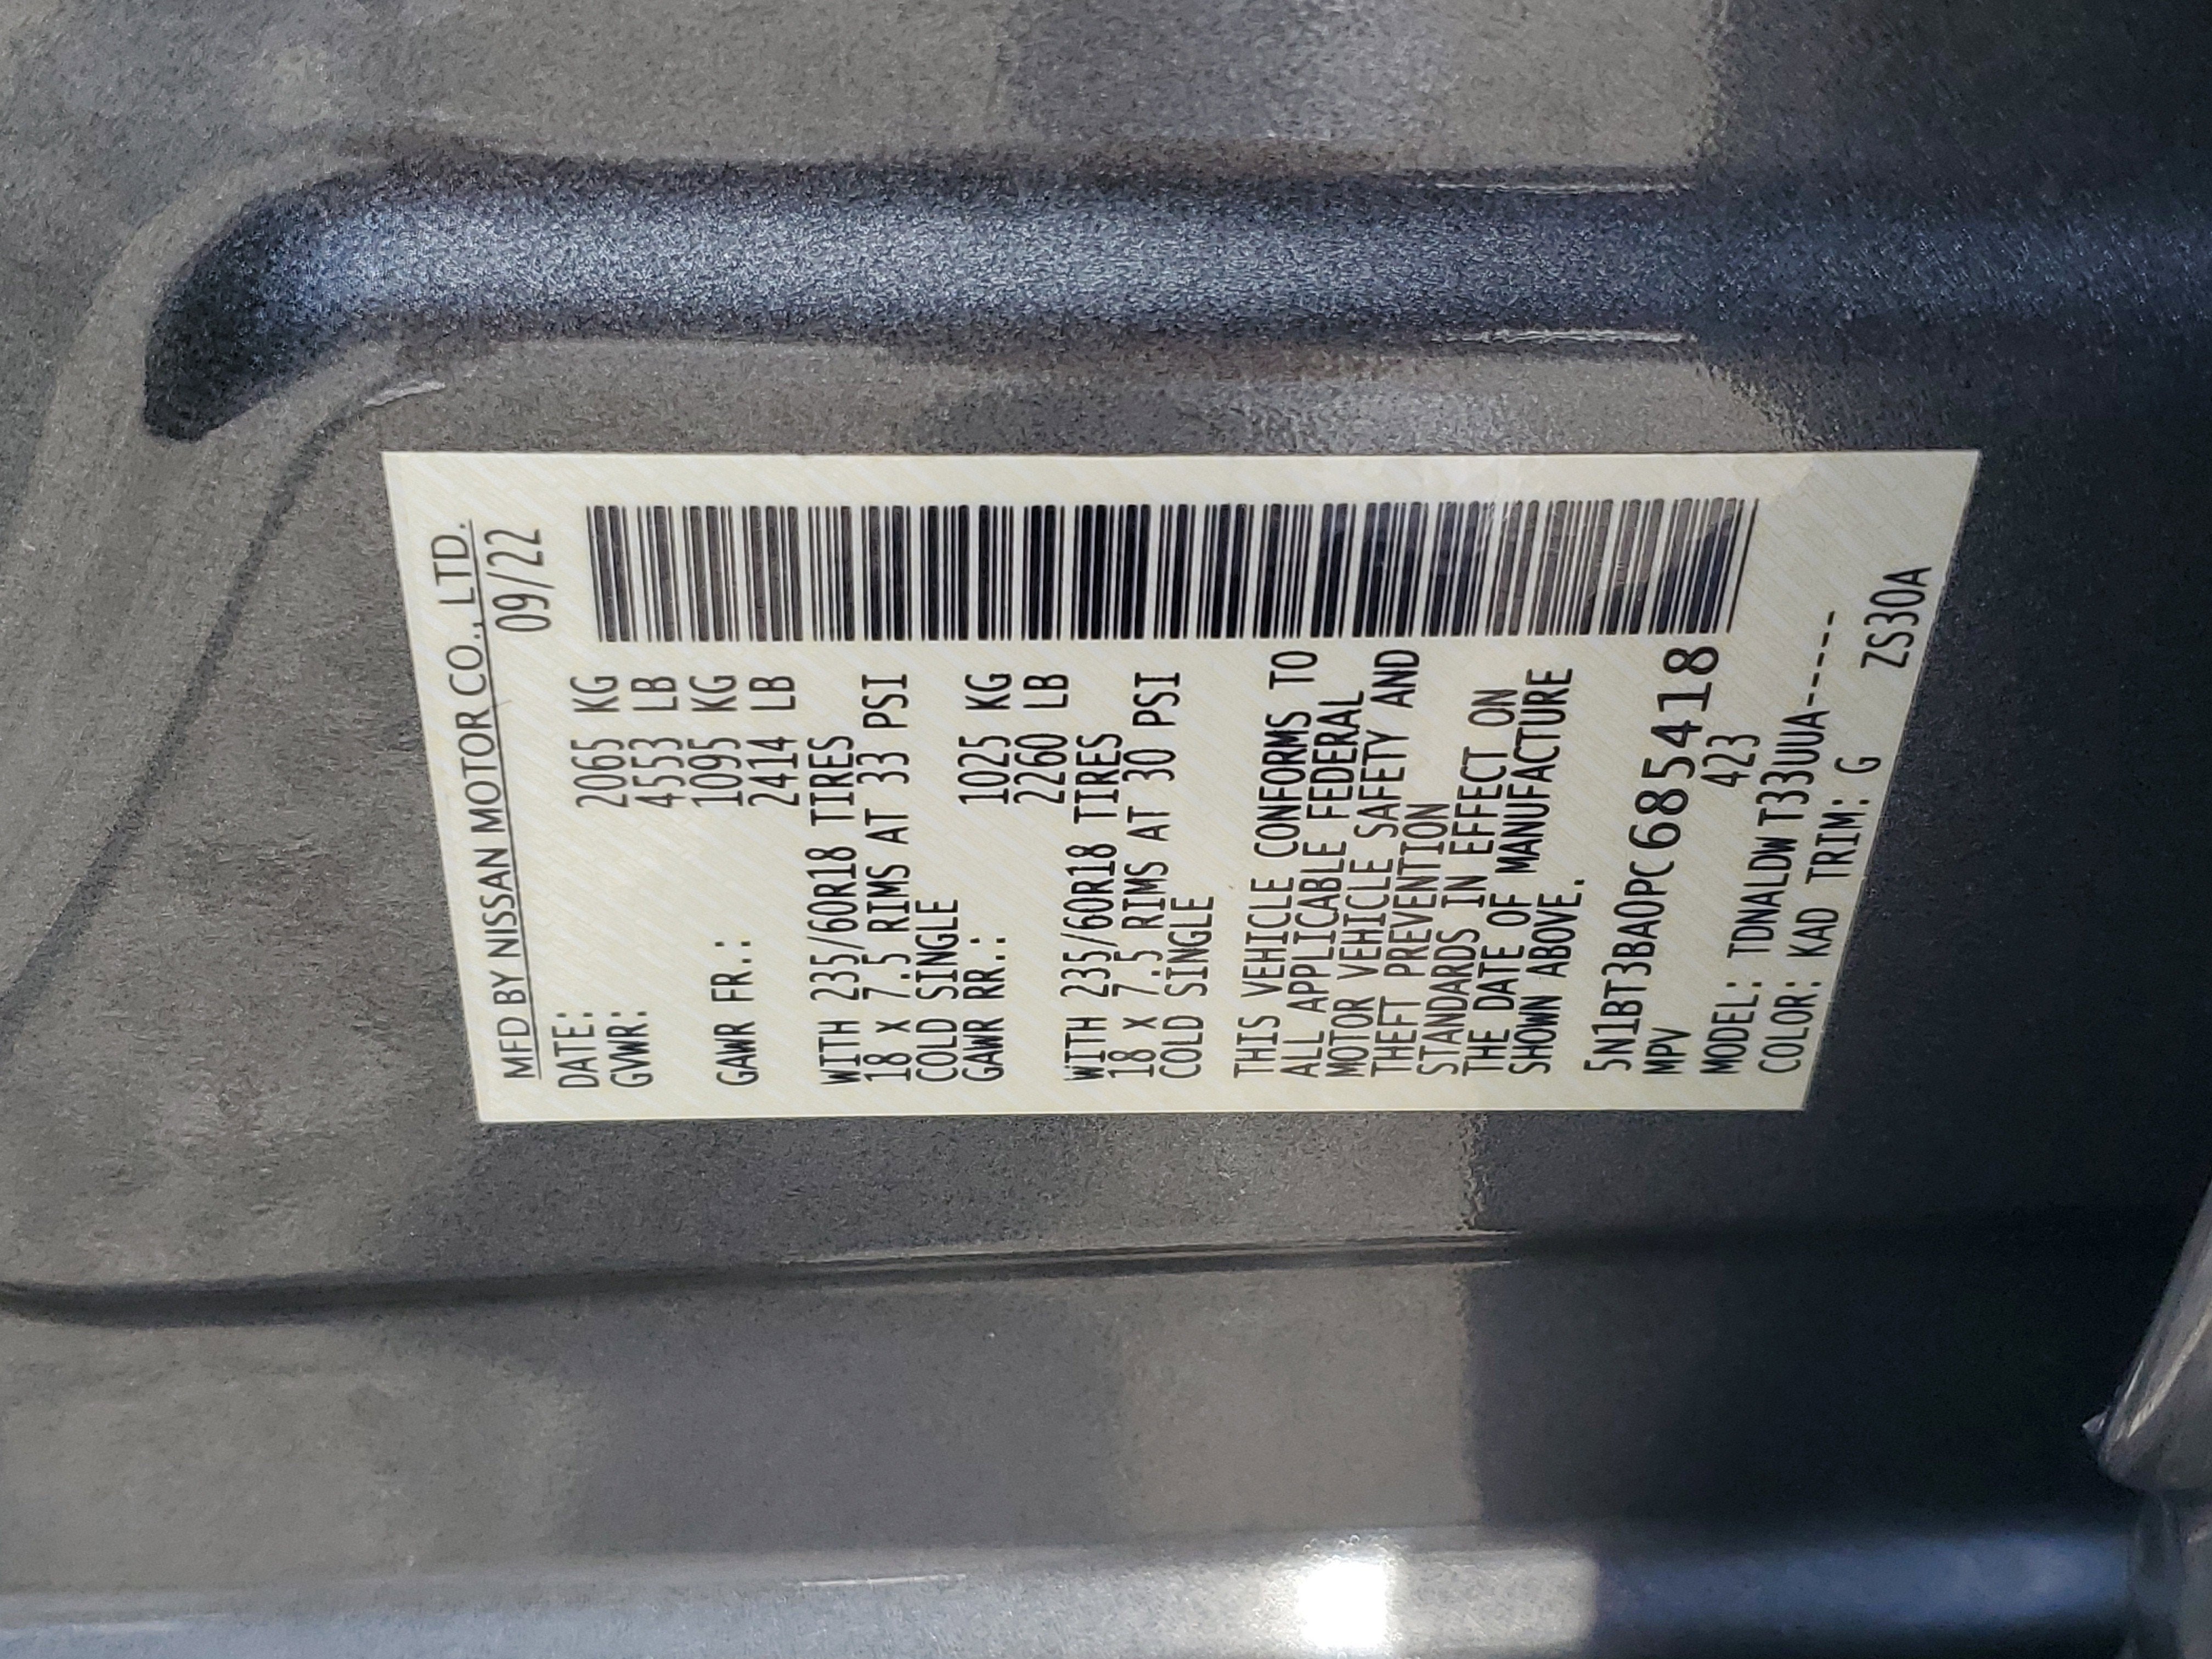 MFD BY NISSAN MOTOR CO., LTD.
DATE: 09/22
GVWR: 2065 KG
4553 LB
GAWR FR.: 1095 KG
2414 LB
WITH 235/60R18 TIRES
18 x 7.5 RIMS AT 33 PSI
COLD SINGLE
GAWR RR.: 1025 KG
2260 LB
WITH 235/60R18 TIRES
18 x 7.5 RIMS AT 30 PSI
COLD SINGLE
THIS VEHICLE CONFORMS TO
ALL APPLICABLE FEDERAL
MOTOR VEHICLE SAFETY AND
THEFT PREVENTION
STANDARDS IN EFFECT ON
THE DATE OF MANUFACTURE
SHOWN ABOVE.
5N1BT3BA0PC685418
MPV 423
MODEL: TDNALDW T33UUA-----
COLOR: KAD TRIM: G ZS30A